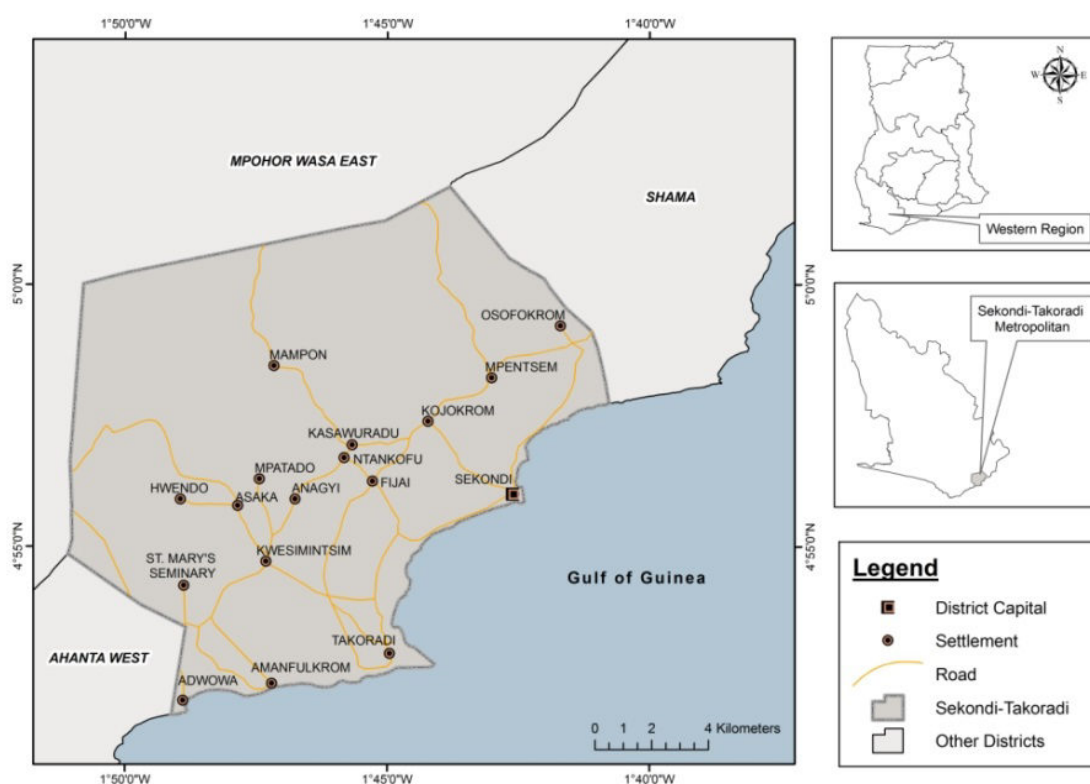 1°50'0"W
1°45'0"W
1°40'0"W
MPOHOR WASA EAST
SHAMA
5°0'0"N
5°0'0"N
OSOFOKROM
MAMPON
MPENTSEM
KOJOKROM
KASAWURADU
NTANKOFU
MPATADO
FIJAI
SEKONDI
HWENDO
ASAKA
ANAGYI
4°55'0"N
4°55'0"N
KWESIMINTSIM
ST. MARY'S
SEMINARY
Gulf of Guinea
TAKORADI
AHANTA WEST
AMANFULKROM
ADWOWA
0 1 2 4 Kilometers
1°50'0"W
1°45'0"W
1°40'0"W
N
W E
S
Western Region
Sekondi-Takoradi
Metropolitan
Legend
District Capital
Settlement
Road
Sekondi-Takoradi
Other Districts